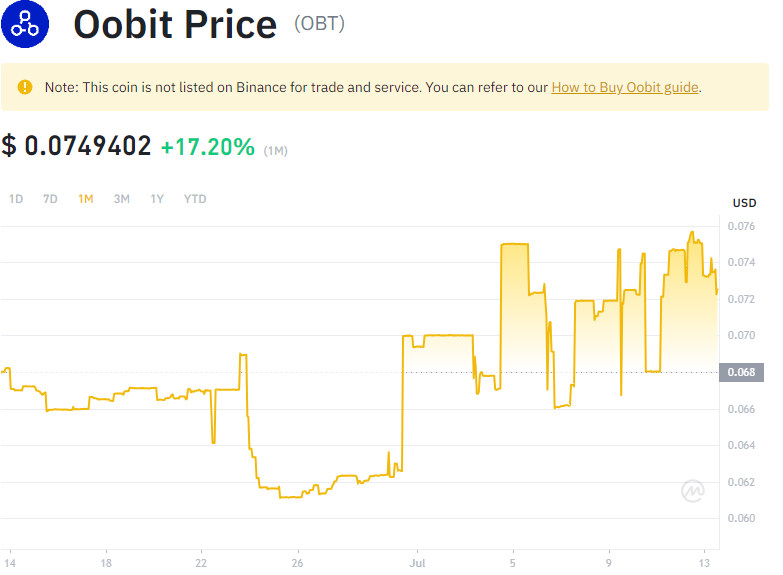 Oobit Price (OBT)
Note: This coin is not listed on Binance for trade and service. You can refer to our How to Buy Oobit guide.
$ 0.0749402 +17.20% (1M)
1D 7D 1M 3M 1Y YTD
USD
0.076
0.074
0.072
0.070
0.068
0.066
0.064
0.062
0.060
14 18 22 26 Jul 5 9 13